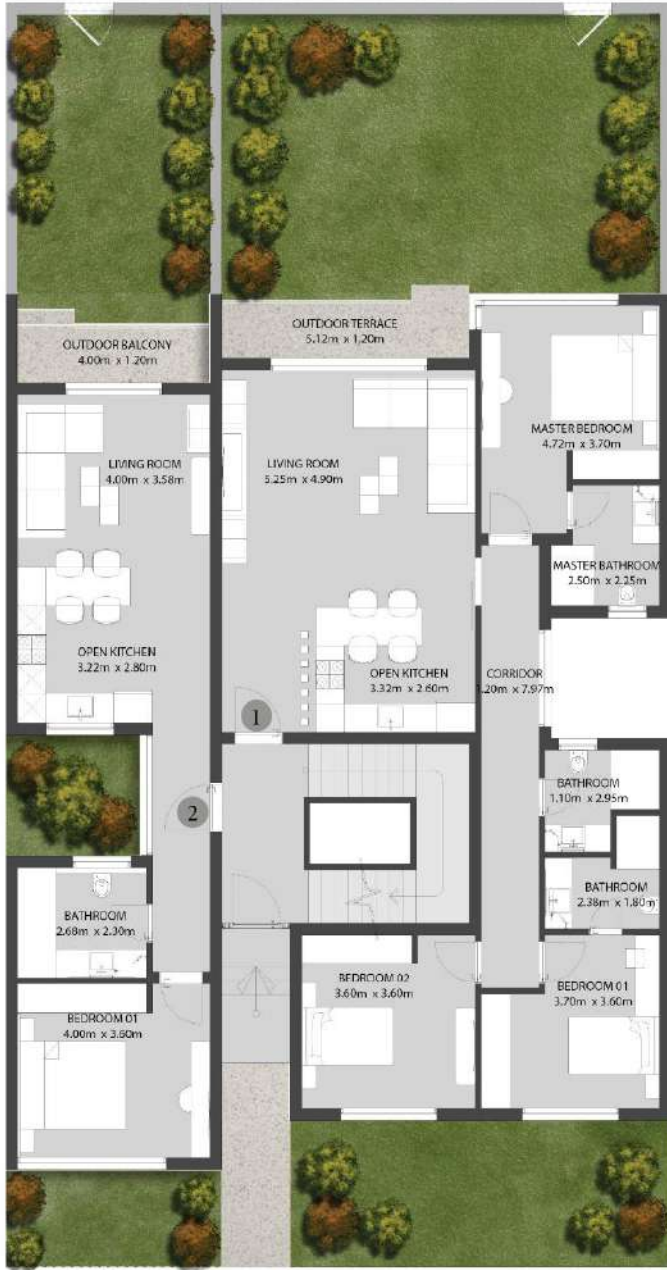 OUTDOOR TERRACE
5.12m x 1,20m
OUTDOOR BALCONY
4.00m x 1.20m
MASTER BEDROOM
4.72m x 3.70m
LIVING ROOM
4.00m x 3.58m
LIVING ROOM
5.25m x 4.90m
MASTER BATHROOM
2.50m x 2.25m
OPEN KITCHEN
3.22m x 2.80m
OPEN KITCHEN
3.32m x 2.60m
CORRIDOR
1.20m x 7.97m
1
2
BATHROOM
1.10m x 2.95m
BATHROOM
2.38m x 1.80m
BATHROOM
2.68m x 2.30m
BEDROOM 02
3.60m x 3.60m
BEDROOM 01
3.70m x 3.60m
BEDROOM 01
4.00m x 3.60m